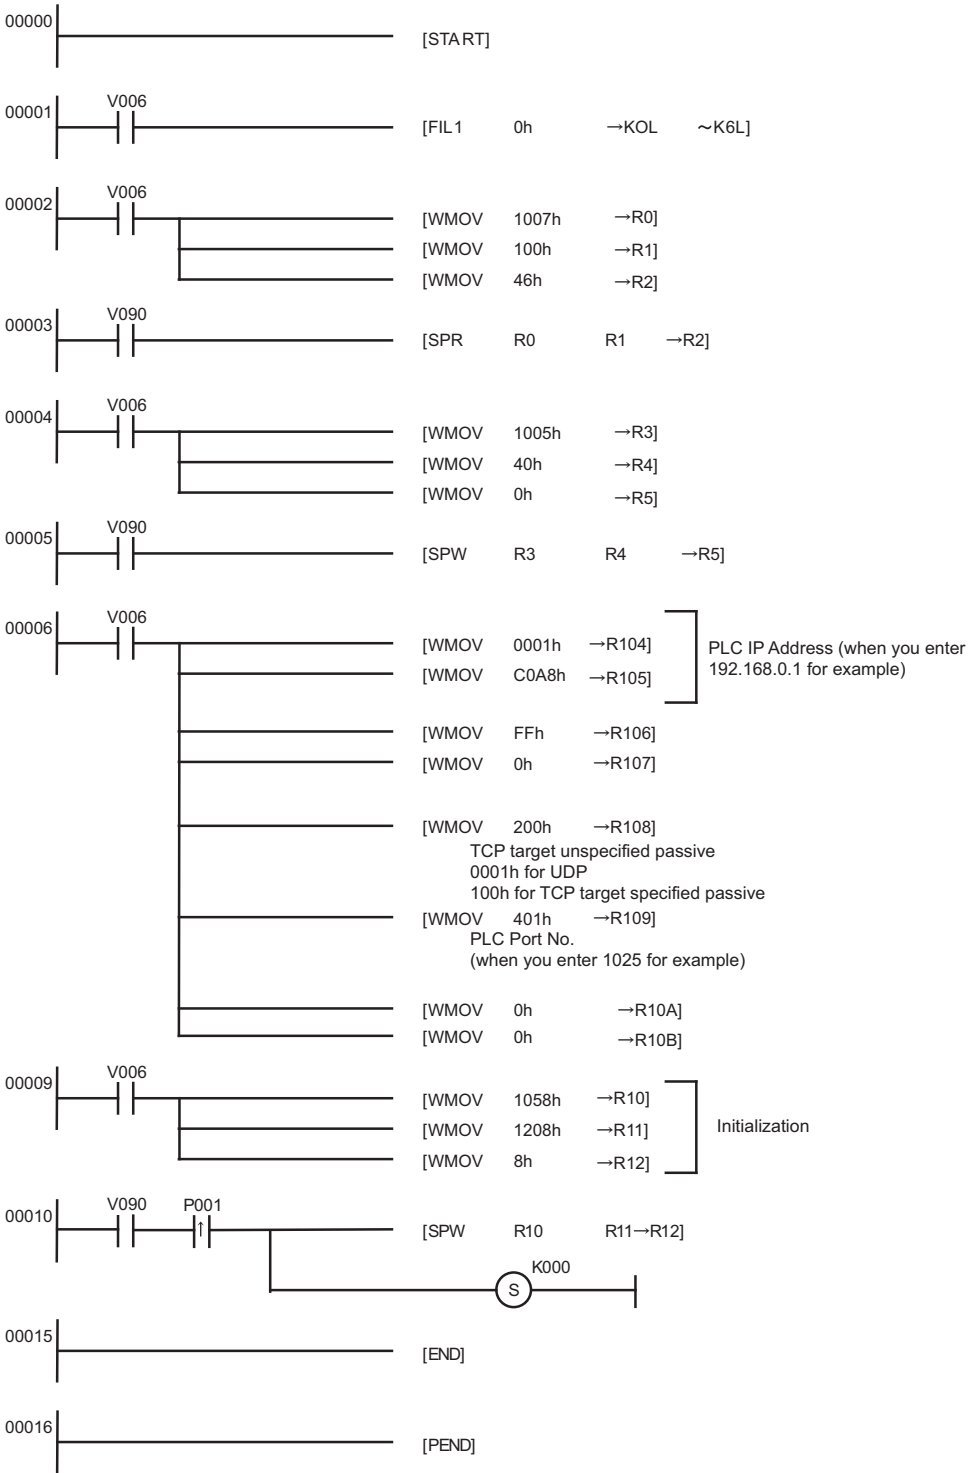 00000
[START]
00001
V006
[FIL1 0h →KOL ～K6L]
00002
V006
[WMOV 1007h →R0]
[WMOV 100h →R1]
[WMOV 46h →R2]
00003
V090
[SPR R0 R1 →R2]
00004
V006
[WMOV 1005h →R3]
[WMOV 40h →R4]
[WMOV 0h →R5]
00005
V090
[SPW R3 R4 →R5]
00006
V006
[WMOV 0001h →R104]
[WMOV C0A8h →R105]
PLC IP Address (when you enter
192.168.0.1 for example)
[WMOV FFh →R106]
[WMOV 0h →R107]
[WMOV 200h →R108]
TCP target unspecified passive
0001h for UDP
100h for TCP target specified passive
[WMOV 401h →R109]
PLC Port No.
(when you enter 1025 for example)
[WMOV 0h →R10A]
[WMOV 0h →R10B]
00009
V006
[WMOV 1058h →R10]
[WMOV 1208h →R11]
[WMOV 8h →R12]
Initialization
00010
V090 P001
↑
[SPW R10 R11→R12]
K000
S
00015
[END]
00016
[PEND]